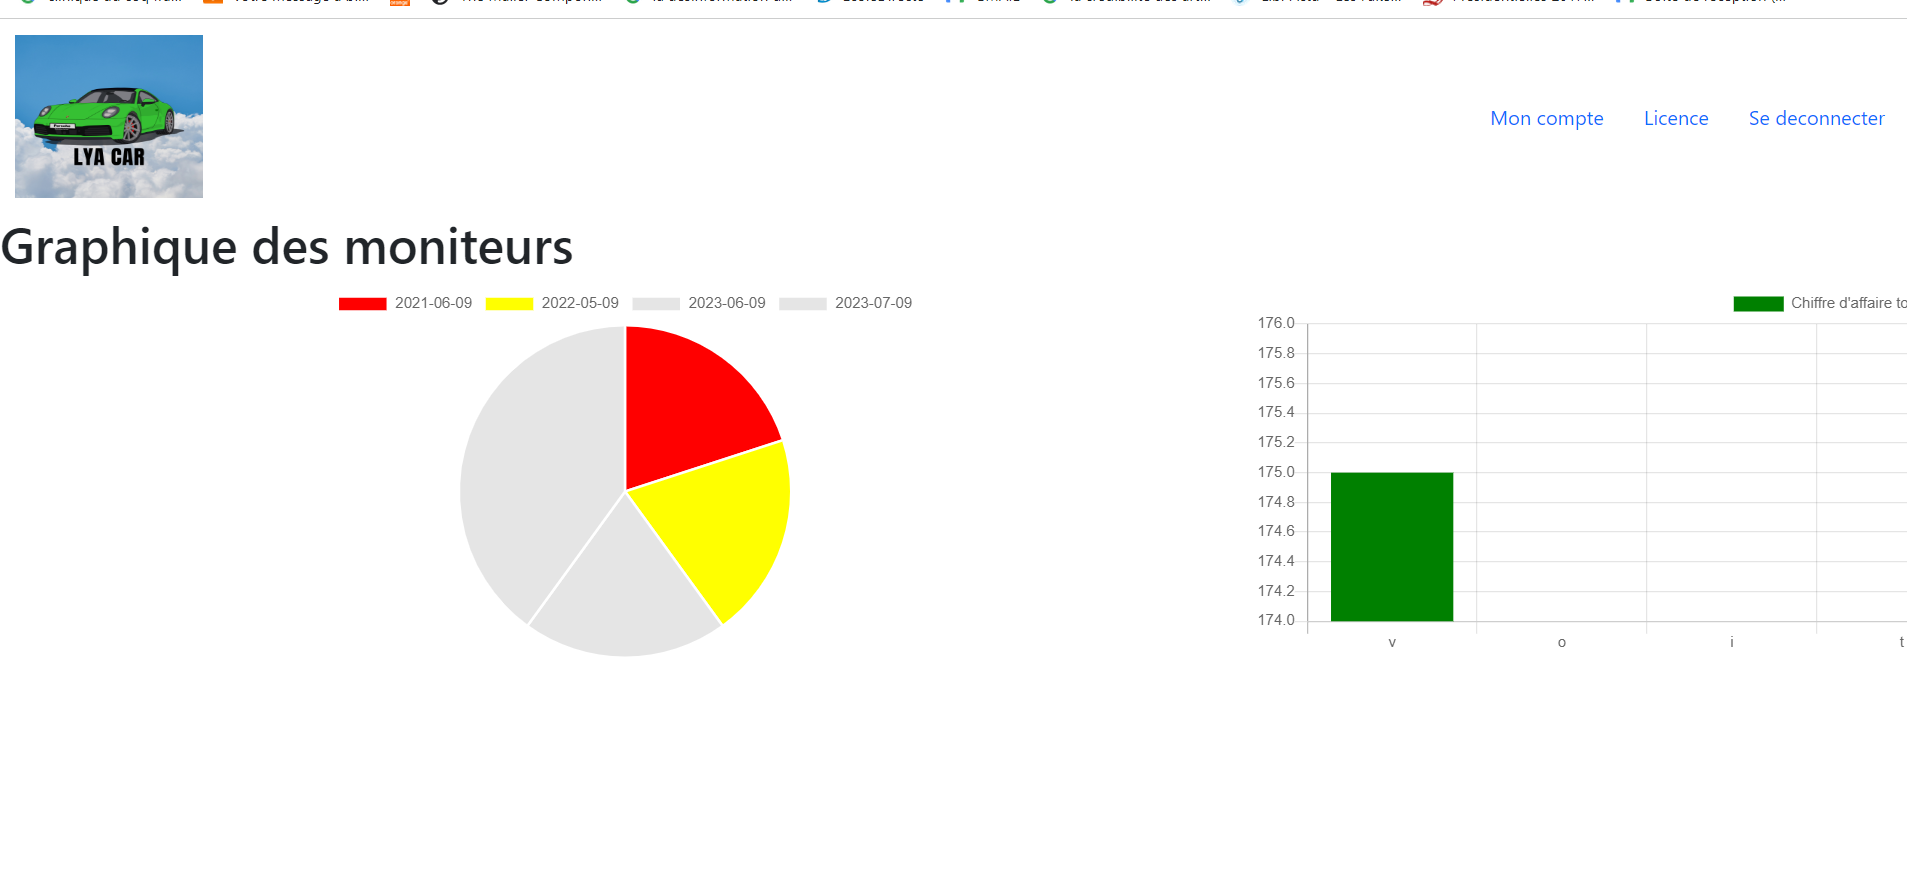 LYA CAR
Mon compte Licence Se deconnecter
Graphique des moniteurs
2021-06-09 2022-05-09 2023-06-09 2023-07-09
Chiffre d'affaire to
176.0
175.8
175.6
175.4
175.2
175.0
174.8
174.6
174.4
174.2
174.0
v o i t